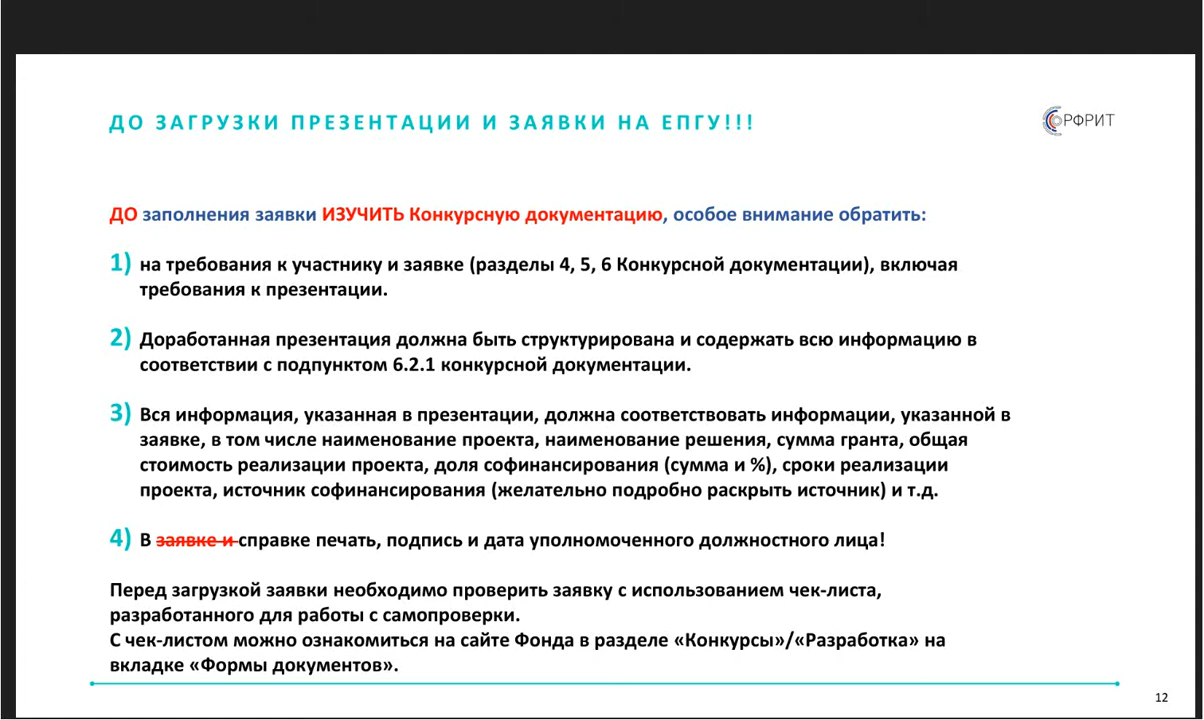 ДО ЗАГРУЗКИ ПРЕЗЕНТАЦИИ И ЗАЯВКИ НА ЕПГУ!!!
РФРИТ
ДО заполнения заявки ИЗУЧИТЬ Конкурсную документацию, особое внимание обратить:
1) на требования к участнику и заявке (разделы 4, 5, 6 Конкурсной документации), включая
требования к презентации.
2) Доработанная презентация должна быть структурирована и содержать всю информацию в
соответствии с подпунктом 6.2.1 конкурсной документации.
3) Вся информация, указанная в презентации, должна соответствовать информации, указанной в
заявке, в том числе наименование проекта, наименование решения, сумма гранта, общая
стоимость реализации проекта, доля софинансирования (сумма и %), сроки реализации
проекта, источник софинансирования (желательно подробно раскрыть источник) и т.д.
4) В заявке и справке печать, подпись и дата уполномоченного должностного лица!
Перед загрузкой заявки необходимо проверить заявку с использованием чек-листа,
разработанного для работы с самопроверки.
С чек-листом можно ознакомиться на сайте Фонда в разделе «Конкурсы»/«Разработка» на
вкладке «Формы документов».
12